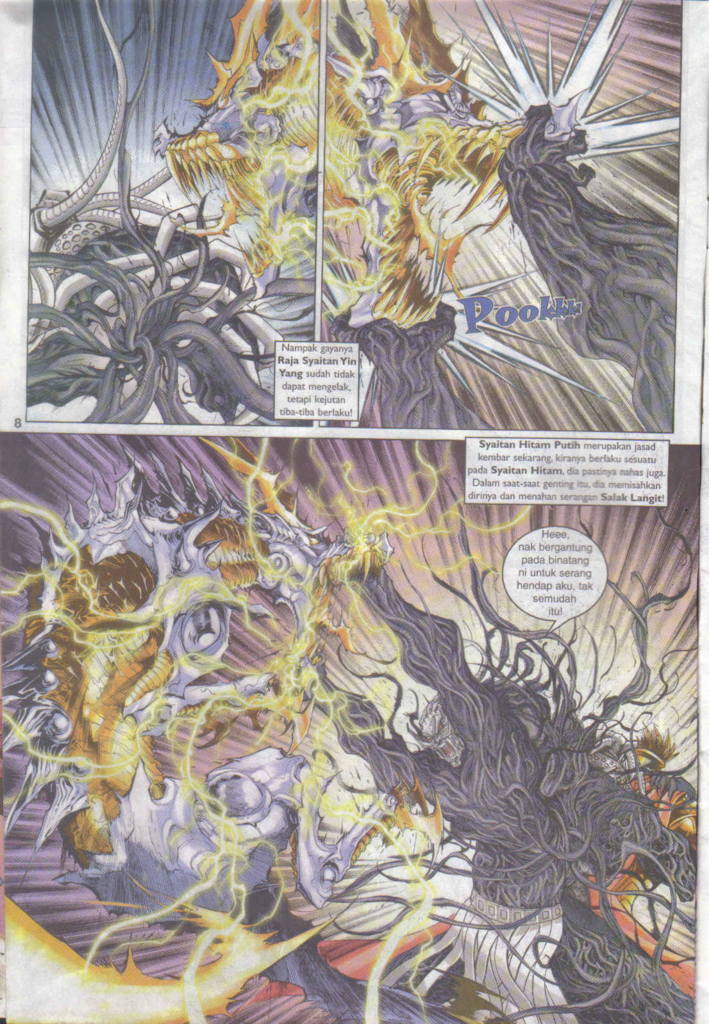 Nampak gayanya
Raja Syaitan Yin
Yang sudah tidak
dapat mengelak,
tetapi kejutan
tiba-tiba berlaku!
Pookkk
8
Syaitan Hitam Putih merupakan jasad
kembar sekarang, kiranya berlaku sesuatu
pada Syaitan Hitam, dia pastinya nahas juga.
Dalam saat-saat genting itu, dia memisahkan
dirinya dan menahan serangan Salak Langit!
Heee,
nak bergantung
pada binatang
ni untuk serang
hendap aku, tak
semudah
itu!